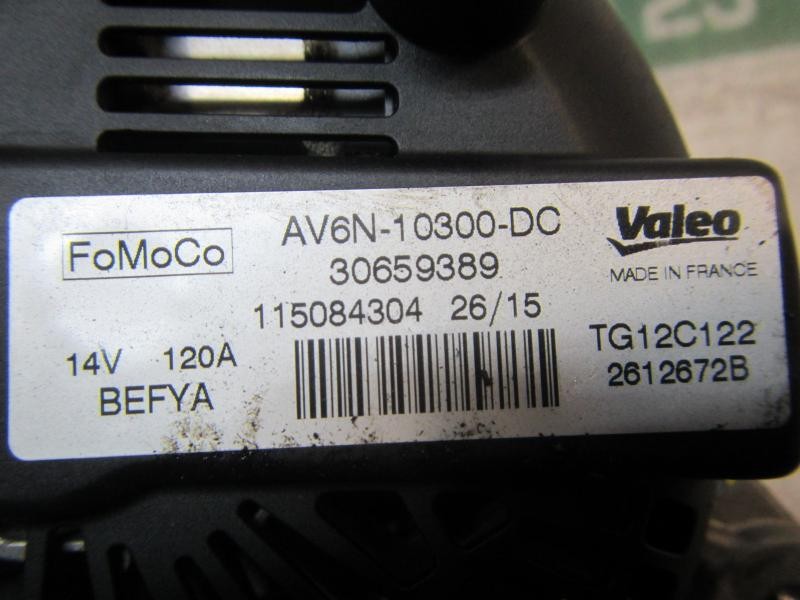 FoMoCo
AV6N-10300-DC
30659389
115084304 26/15
14V 120A
BEFYA
Valeo
MADE IN FRANCE
TG12C122
2612672B